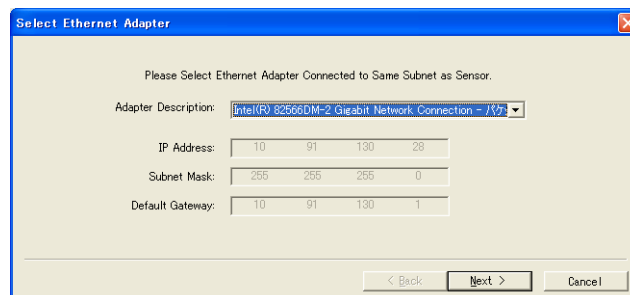 Select Ethernet Adapter
Please Select Ethernet Adapter Connected to Same Subnet as Sensor.
Adapter Description: Intel(R) 82566DM-2 Gigabit Network Connection - パケ
IP Address: 10 91 130 28
Subnet Mask: 255 255 255 0
Default Gateway: 10 91 130 1
< Back Next > Cancel